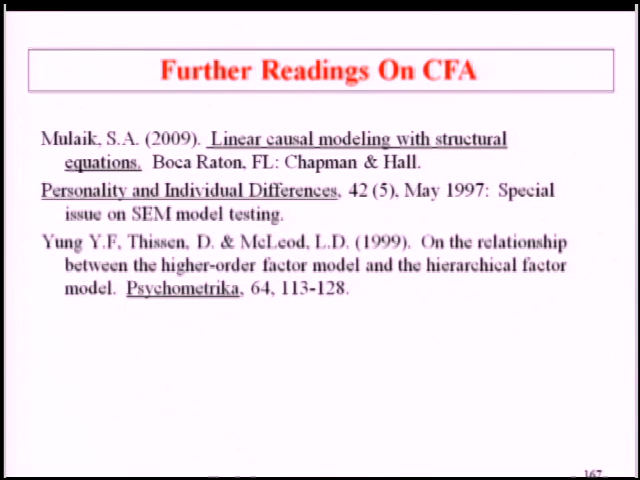 Further Readings On CFA
Mulaik, S.A. (2009). Linear causal modeling with structural
equations. Boca Raton, FL: Chapman & Hall.
Personality and Individual Differences, 42 (5), May 1997: Special
issue on SEM model testing.
Yung Y.F, Thissen, D. & McLeod, L.D. (1999). On the relationship
between the higher-order factor model and the hierarchical factor
model. Psychometrika, 64, 113-128.
167